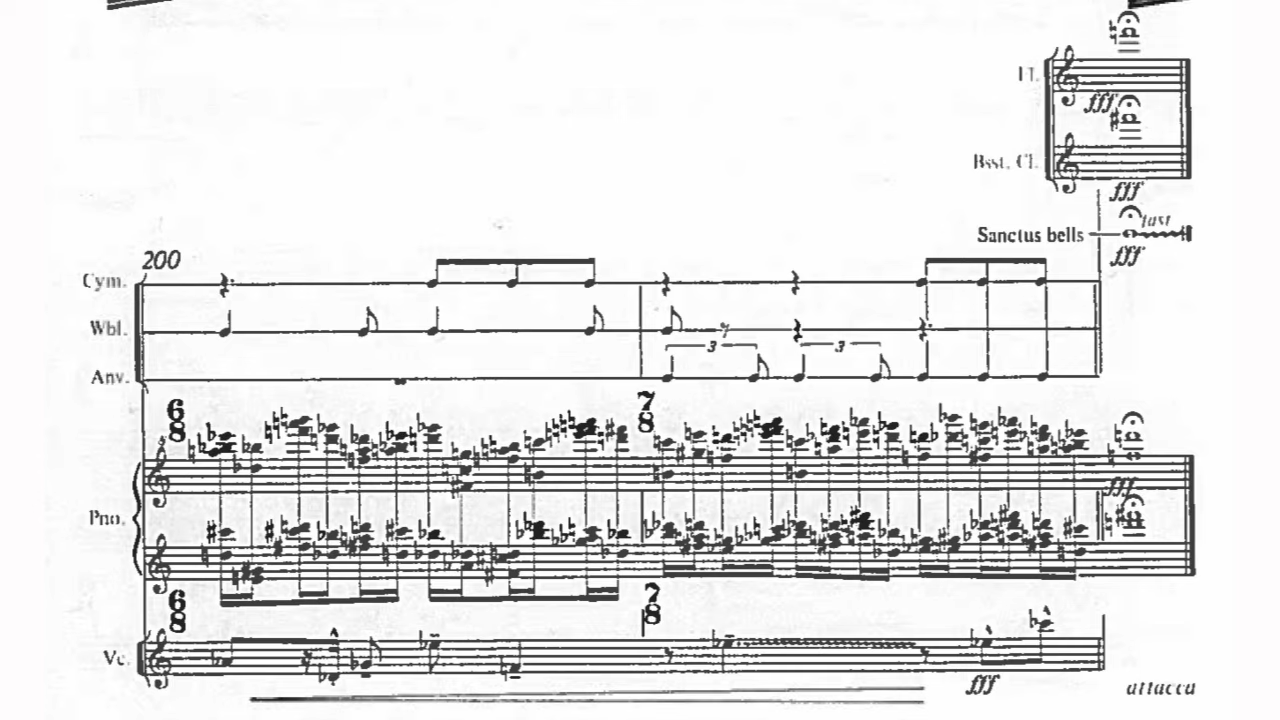 Fl.
fff
Bsst. Cl.
fff
Sanctus bells
fast
fff
200
Cym.
Wbl.
3
3
Anv.
6 8
7 8
Pno.
fff
6 8
7 8
Vc.
fff
attacca